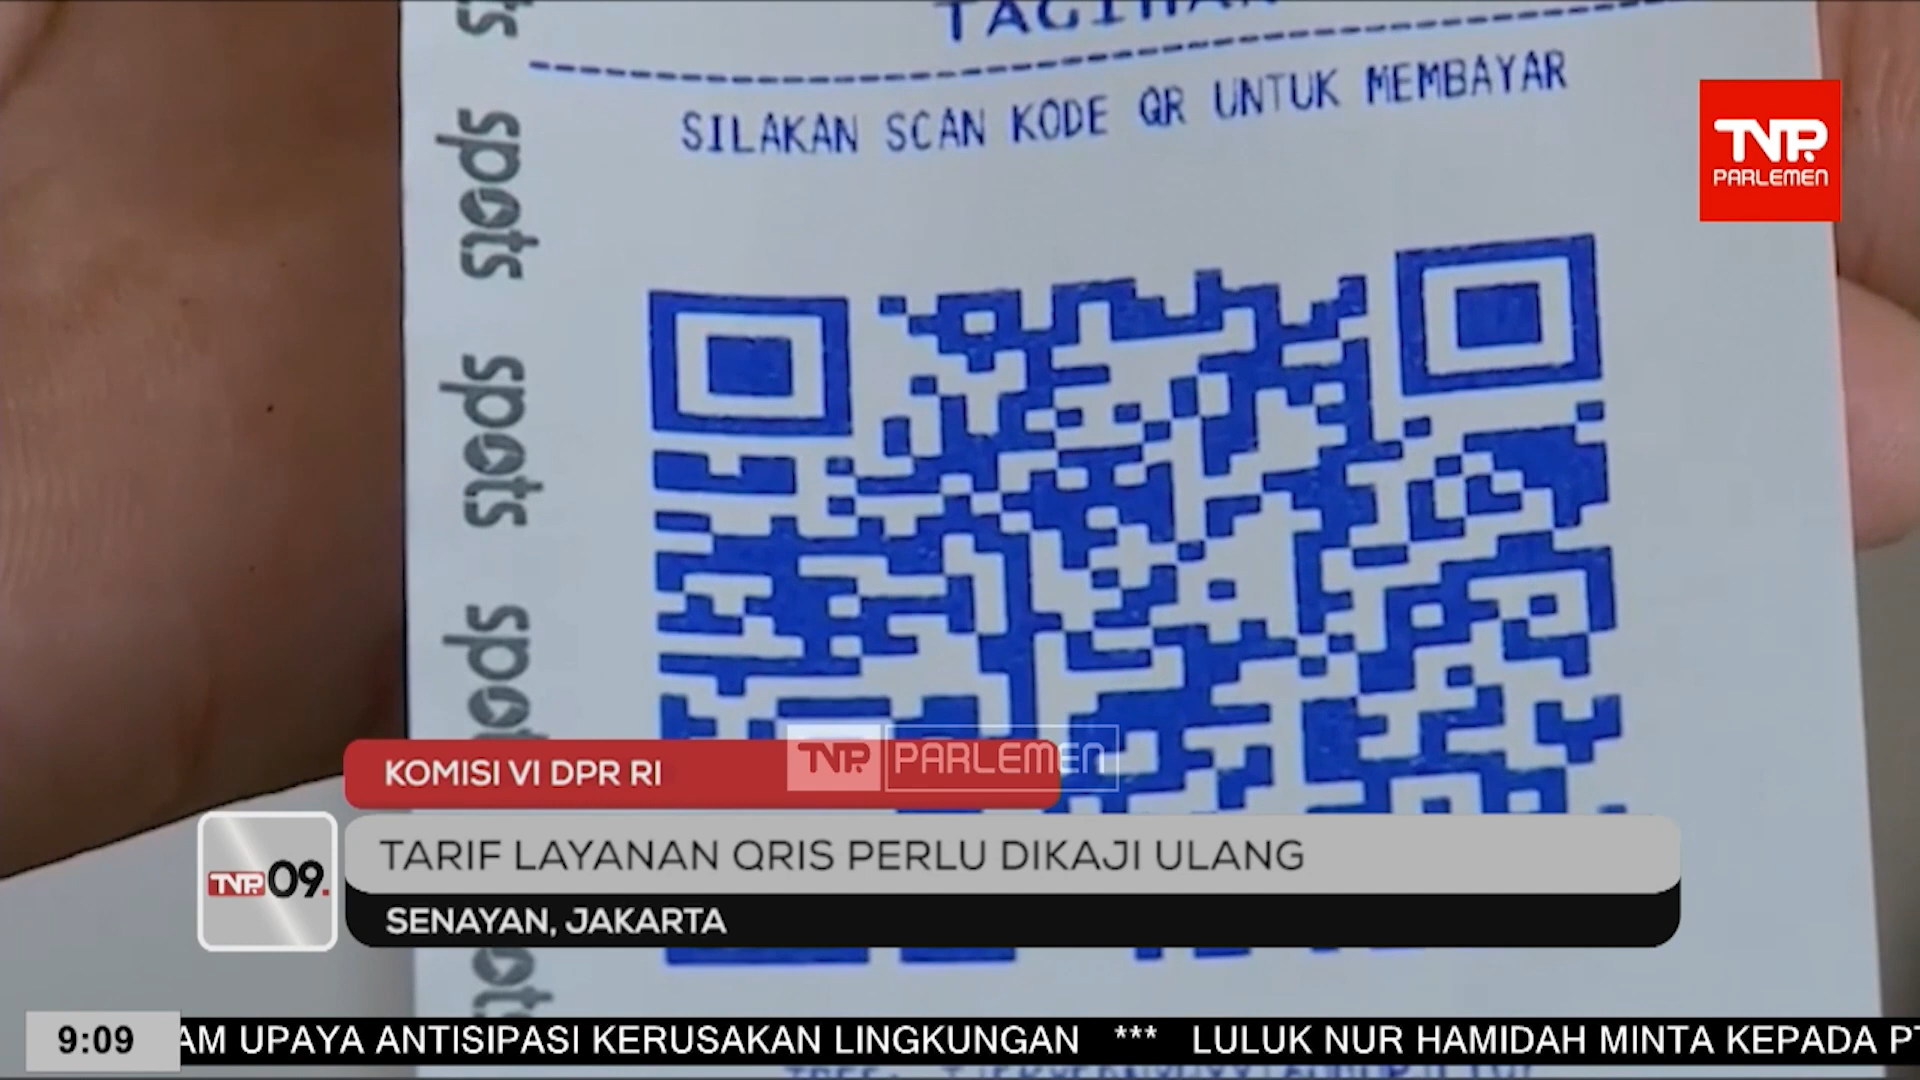 TAGIHAN
SILAKAN SCAN KODE QR UNTUK MEMBAYAR
spots
spots
spots
spots
TVR
PARLEMEN
TVR PARLEMEN
KOMISI VI DPR RI
TARIF LAYANAN QRIS PERLU DIKAJI ULANG
TVR 09.
SENAYAN, JAKARTA
9:09
AM UPAYA ANTISIPASI KERUSAKAN LINGKUNGAN *** LULUK NUR HAMIDAH MINTA KEPADA PT